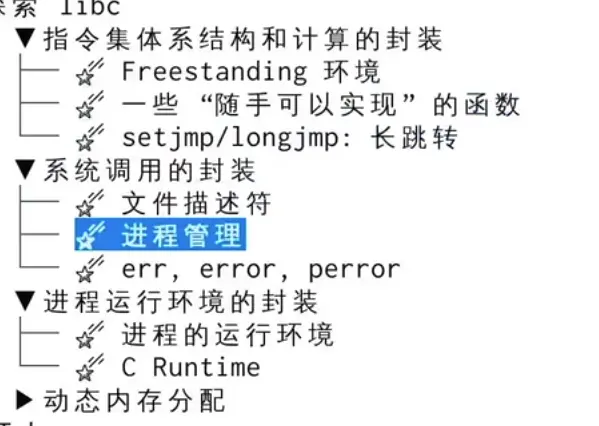 探索 libc
▼指令集体系结构和计算的封装
Freestanding 环境
一些“随手可以实现”的函数
setjmp/longjmp: 长跳转
▼系统调用的封装
文件描述符
进程管理
err, error, perror
▼进程运行环境的封装
进程的运行环境
C Runtime
▶动态内存分配